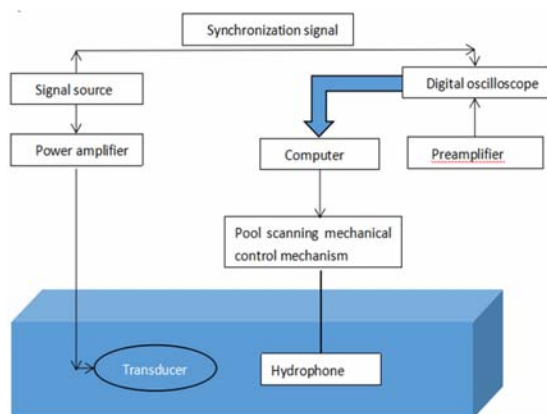 Synchronization signal
Signal source
Digital oscilloscope
Power amplifier
Computer
Preamplifier
Pool scanning mechanical
control mechanism
Transducer
Hydrophone